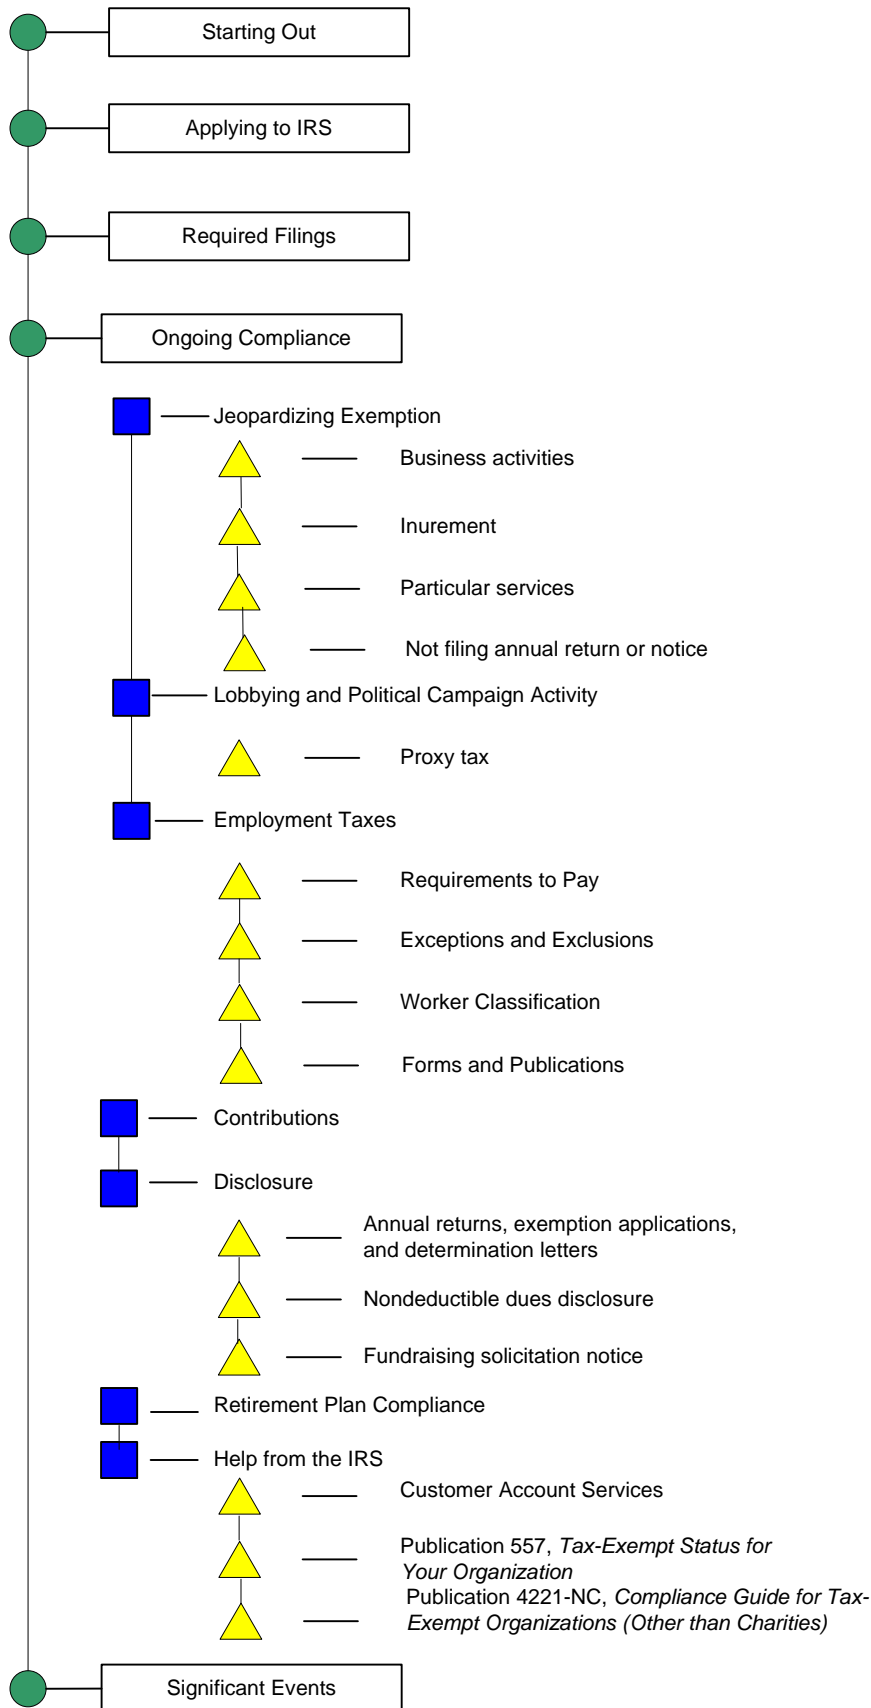 Starting Out
Applying to IRS
Required Filings
Ongoing Compliance
Jeopardizing Exemption
Business activities
Inurement
Particular services
Not filing annual return or notice
Lobbying and Political Campaign Activity
Proxy tax
Employment Taxes
Requirements to Pay
Exceptions and Exclusions
Worker Classification
Forms and Publications
Contributions
Disclosure
Annual returns, exemption applications,
and determination letters
Nondeductible dues disclosure
Fundraising solicitation notice
Retirement Plan Compliance
Help from the IRS
Customer Account Services
Publication 557, Tax-Exempt Status for
Your Organization
Publication 4221-NC, Compliance Guide for Tax-
Exempt Organizations (Other than Charities)
Significant Events